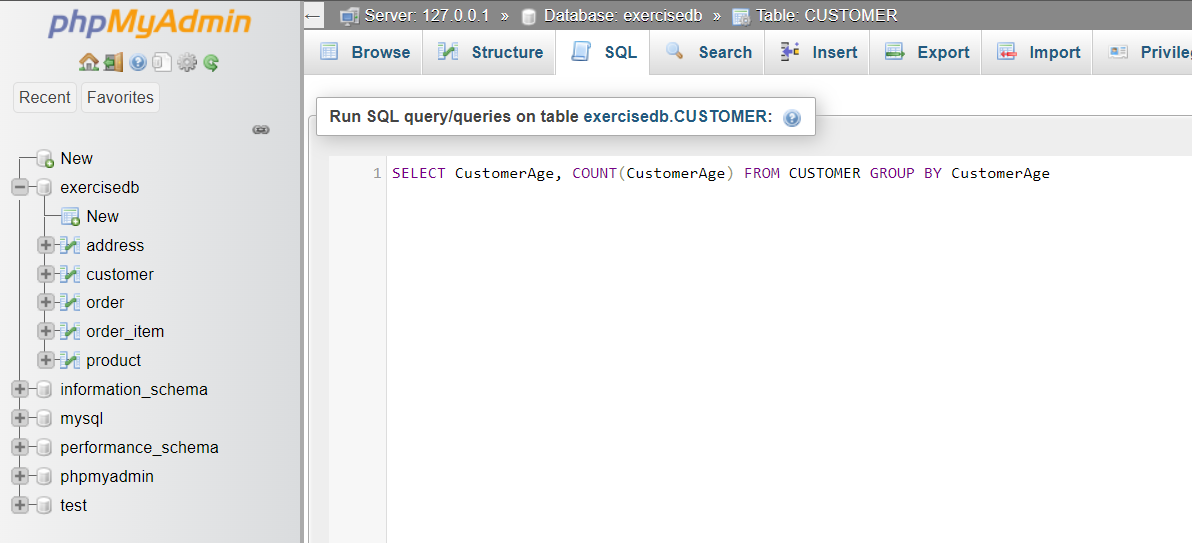 phpMyAdmin
Recent Favorites
New
exercisedb
New
address
customer
order
order_item
product
information_schema
mysql
performance_schema
phpmyadmin
test
Server: 127.0.0.1 » Database: exercisedb » Table: CUSTOMER
Browse Structure SQL Search Insert Export Import Privile
Run SQL query/queries on table exercisedb.CUSTOMER:
1 SELECT CustomerAge, COUNT(CustomerAge) FROM CUSTOMER GROUP BY CustomerAge